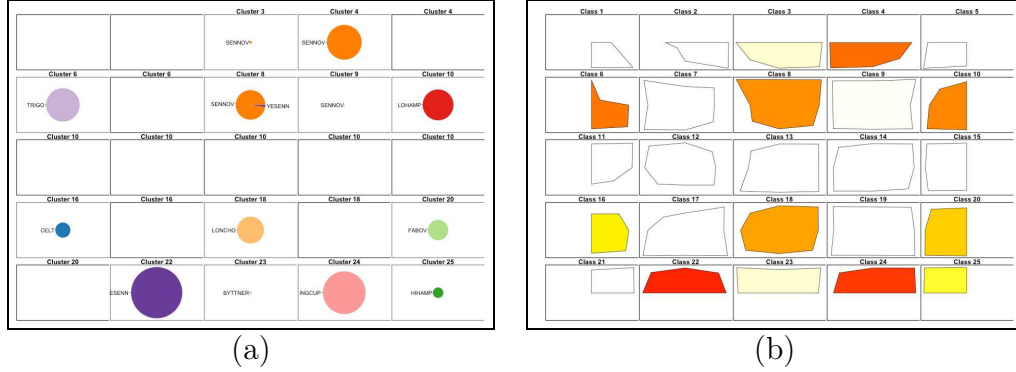 Cluster 3 Cluster 4 Cluster 4
SENNOV SENNOV
Cluster 6 Cluster 6 Cluster 8 Cluster 9 Cluster 10
TRIGO SENNOV YESENN SENNOV LOHAMP
Cluster 10 Cluster 10 Cluster 10 Cluster 10 Cluster 10
Cluster 16 Cluster 16 Cluster 18 Cluster 18 Cluster 20
CELT LONCHO FABOV
Cluster 20 Cluster 22 Cluster 23 Cluster 24 Cluster 25
ESENN BYTTNER INGCUP HIHAMP
(a)
Class 1 Class 2 Class 3 Class 4 Class 5
Class 6 Class 7 Class 8 Class 9 Class 10
Class 11 Class 12 Class 13 Class 14 Class 15
Class 16 Class 17 Class 18 Class 19 Class 20
Class 21 Class 22 Class 23 Class 24 Class 25
(b)